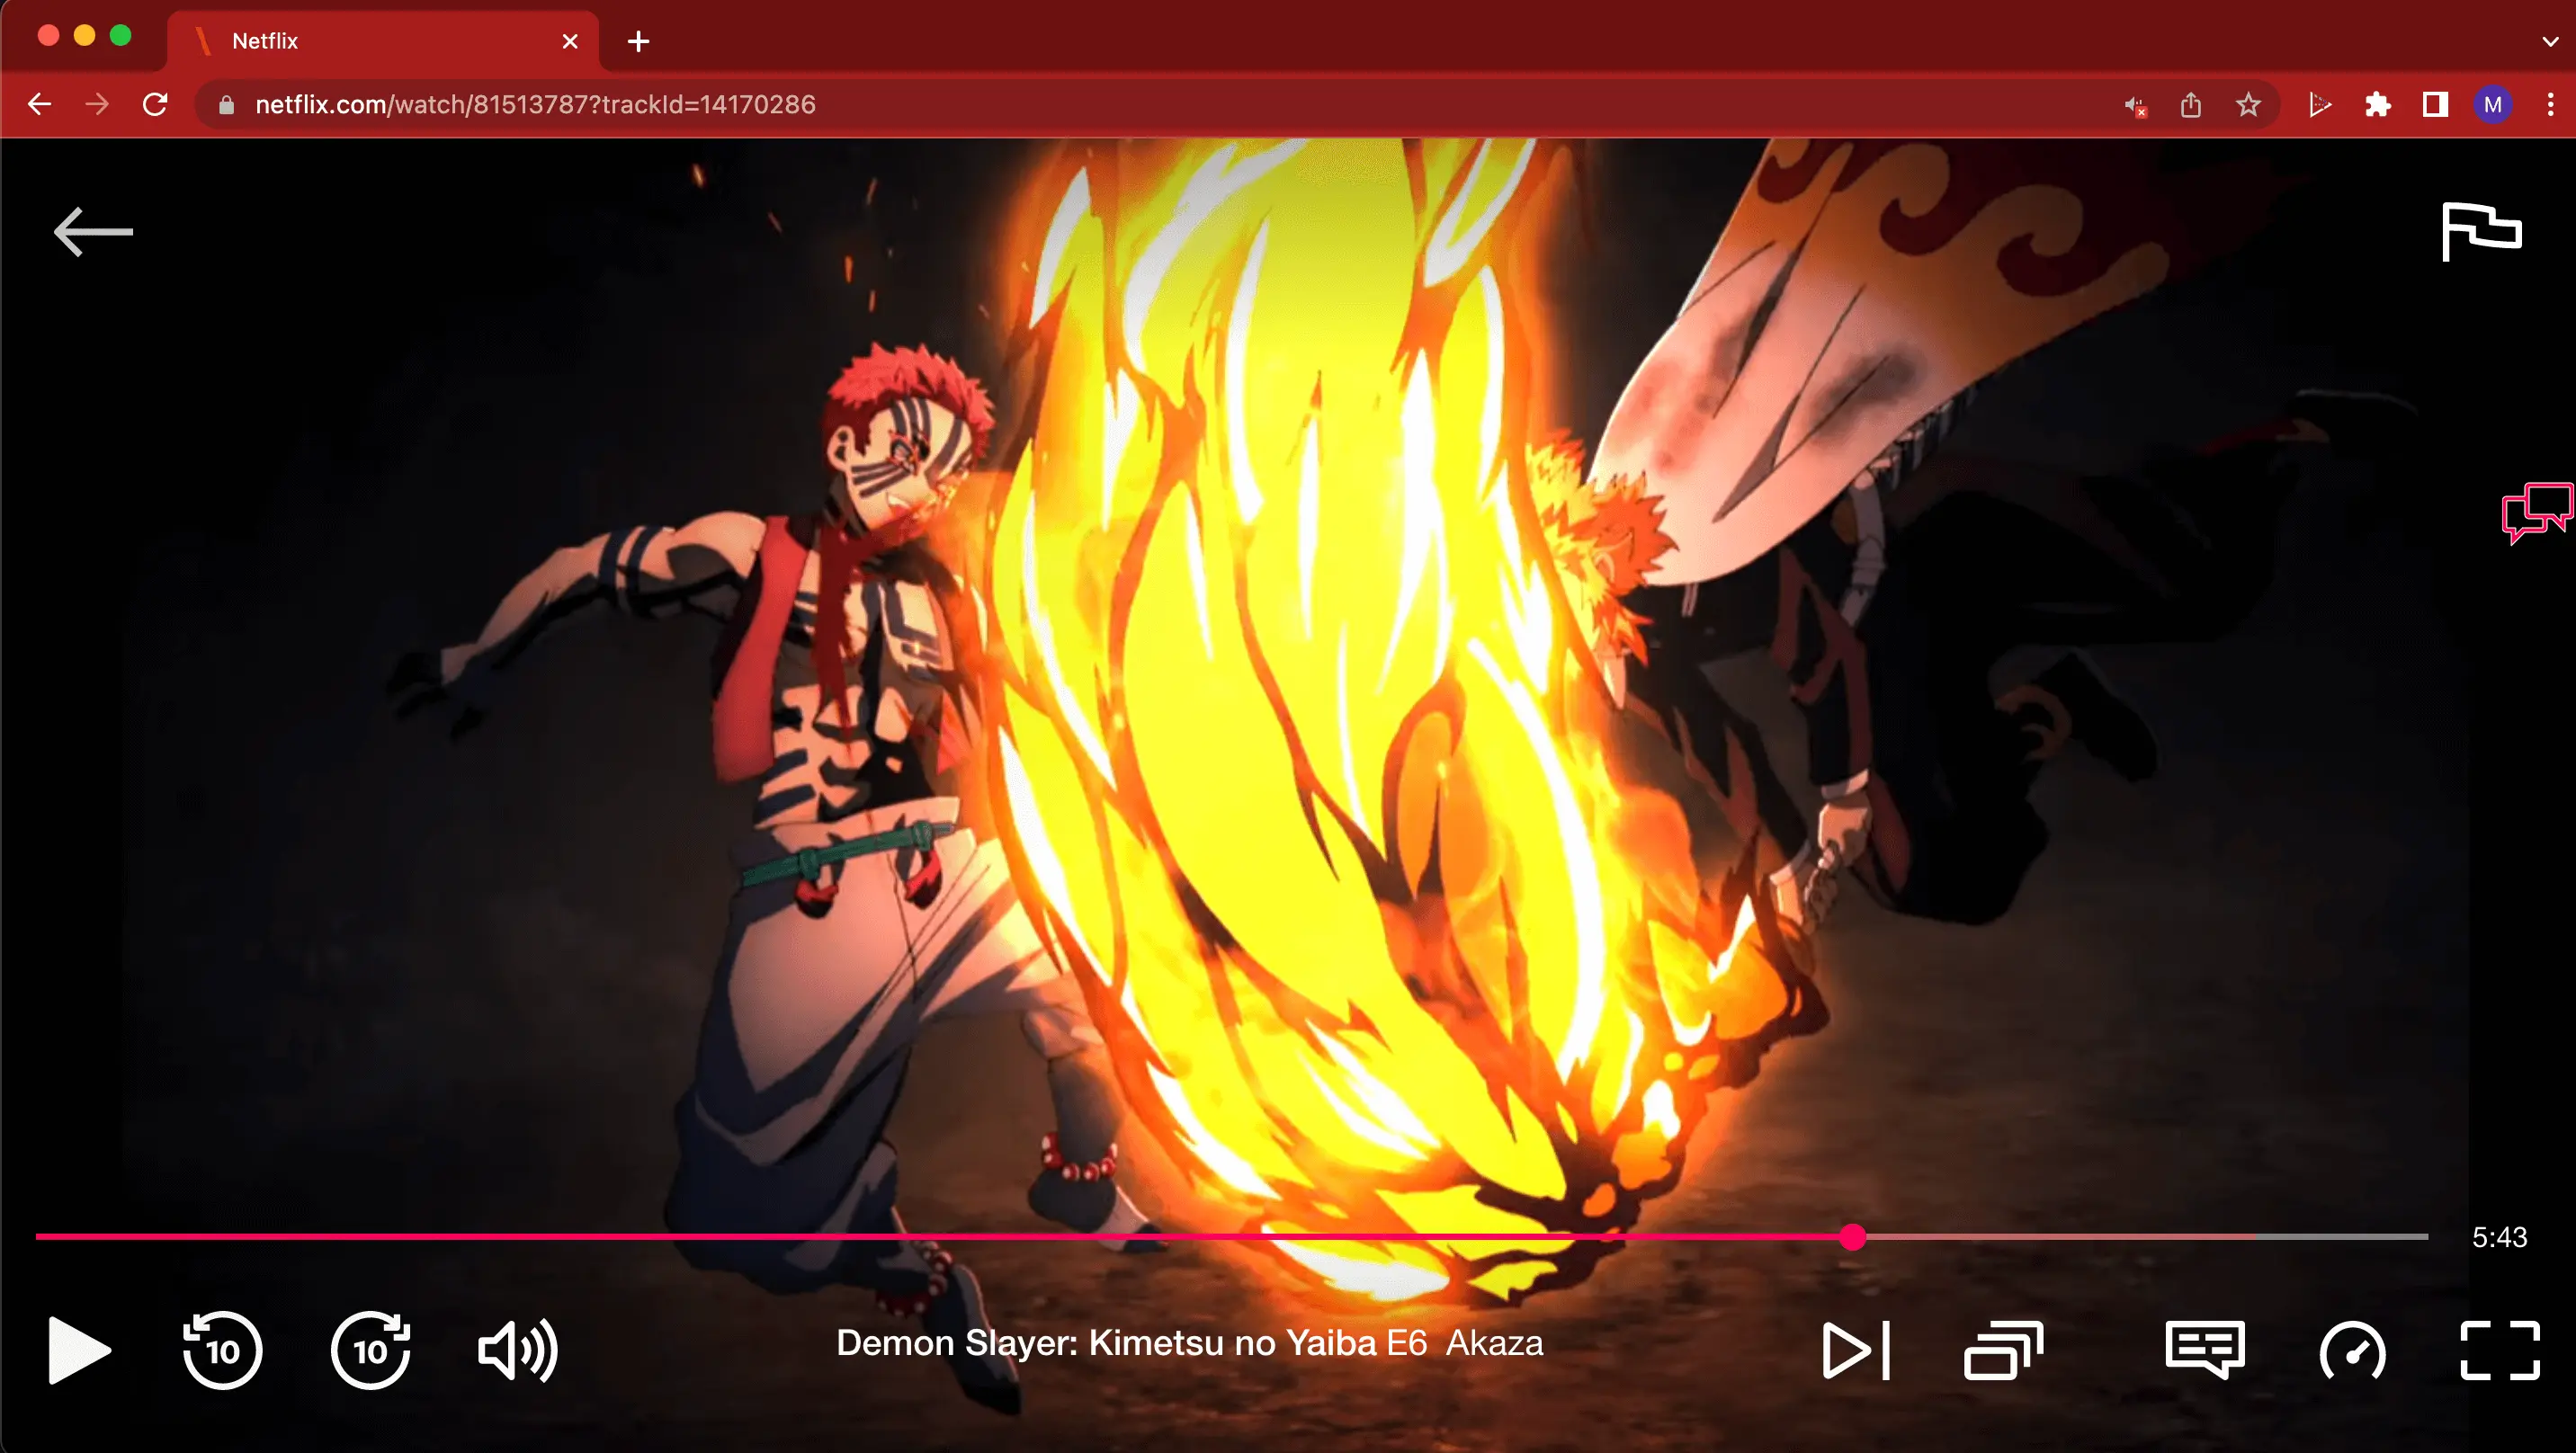 Netflix
netflix.com/watch/81513787?trackId=14170286
M
5:43
10
10
Demon Slayer: Kimetsu no Yaiba E6 Akaza